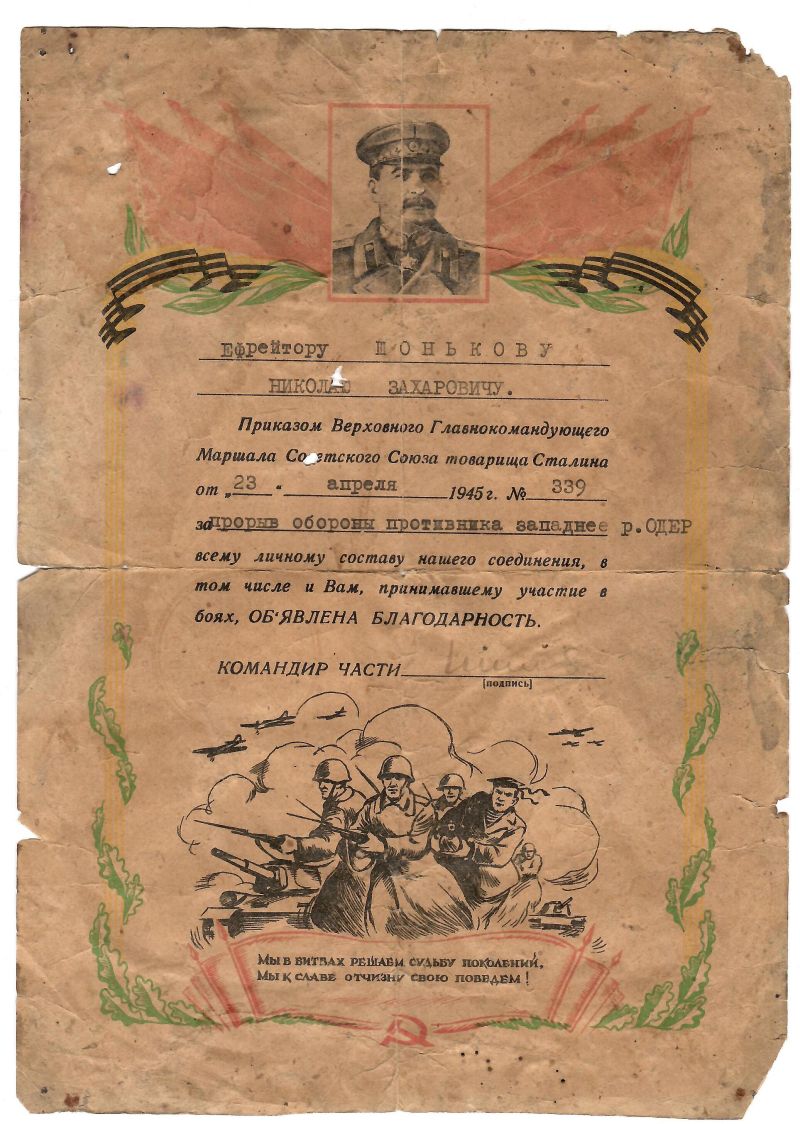 Ефрейтору ШОНЬКОВУ
НИКОЛАЮ ЗАХАРОВИЧУ.
Приказом Верховного Главнокомандующего
Маршала Советского Союза товарища Сталина
от „23“ апреля 1945 г. № 339
за прорыв обороны противника западнее р.ОДЕР
всему личному составу нашего соединения, в
том числе и Вам, принимавшему участие в
боях, ОБ'ЯВЛЕНА БЛАГОДАРНОСТЬ.
КОМАНДИР ЧАСТИ
[подпись]
Мы в битвах решаем судьбу поколений,
Мы к славе отчизну свою поведем!